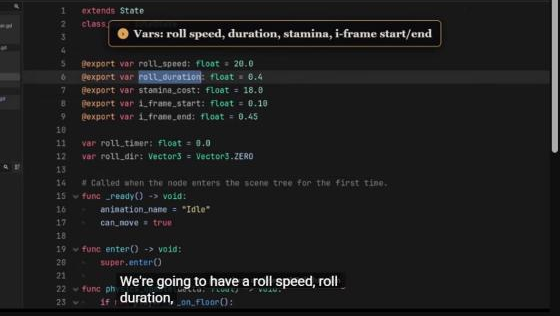 Vars: roll speed, duration, stamina, i-frame start/end
1 extends State
2 class_
3
4
5 @export var roll_speed: float = 20.0
6 @export var roll_duration: float = 0.4
7 @export var stamina_cost: float = 18.0
8 @export var i_frame_start: float = 0.10
9 @export var i_frame_end: float = 0.45
10
11 var roll_timer: float = 0.0
12 var roll_dir: Vector3 = Vector3.ZERO
13
14 # Called when the node enters the scene tree for the first time.
15 func _ready() -> void:
16 animation_name = "Idle"
17 can_move = true
18
19 func enter() -> void:
20 super.enter()
21
22 func float) -> void:
23 if _on_floor():
We're going to have a roll speed, roll
duration,